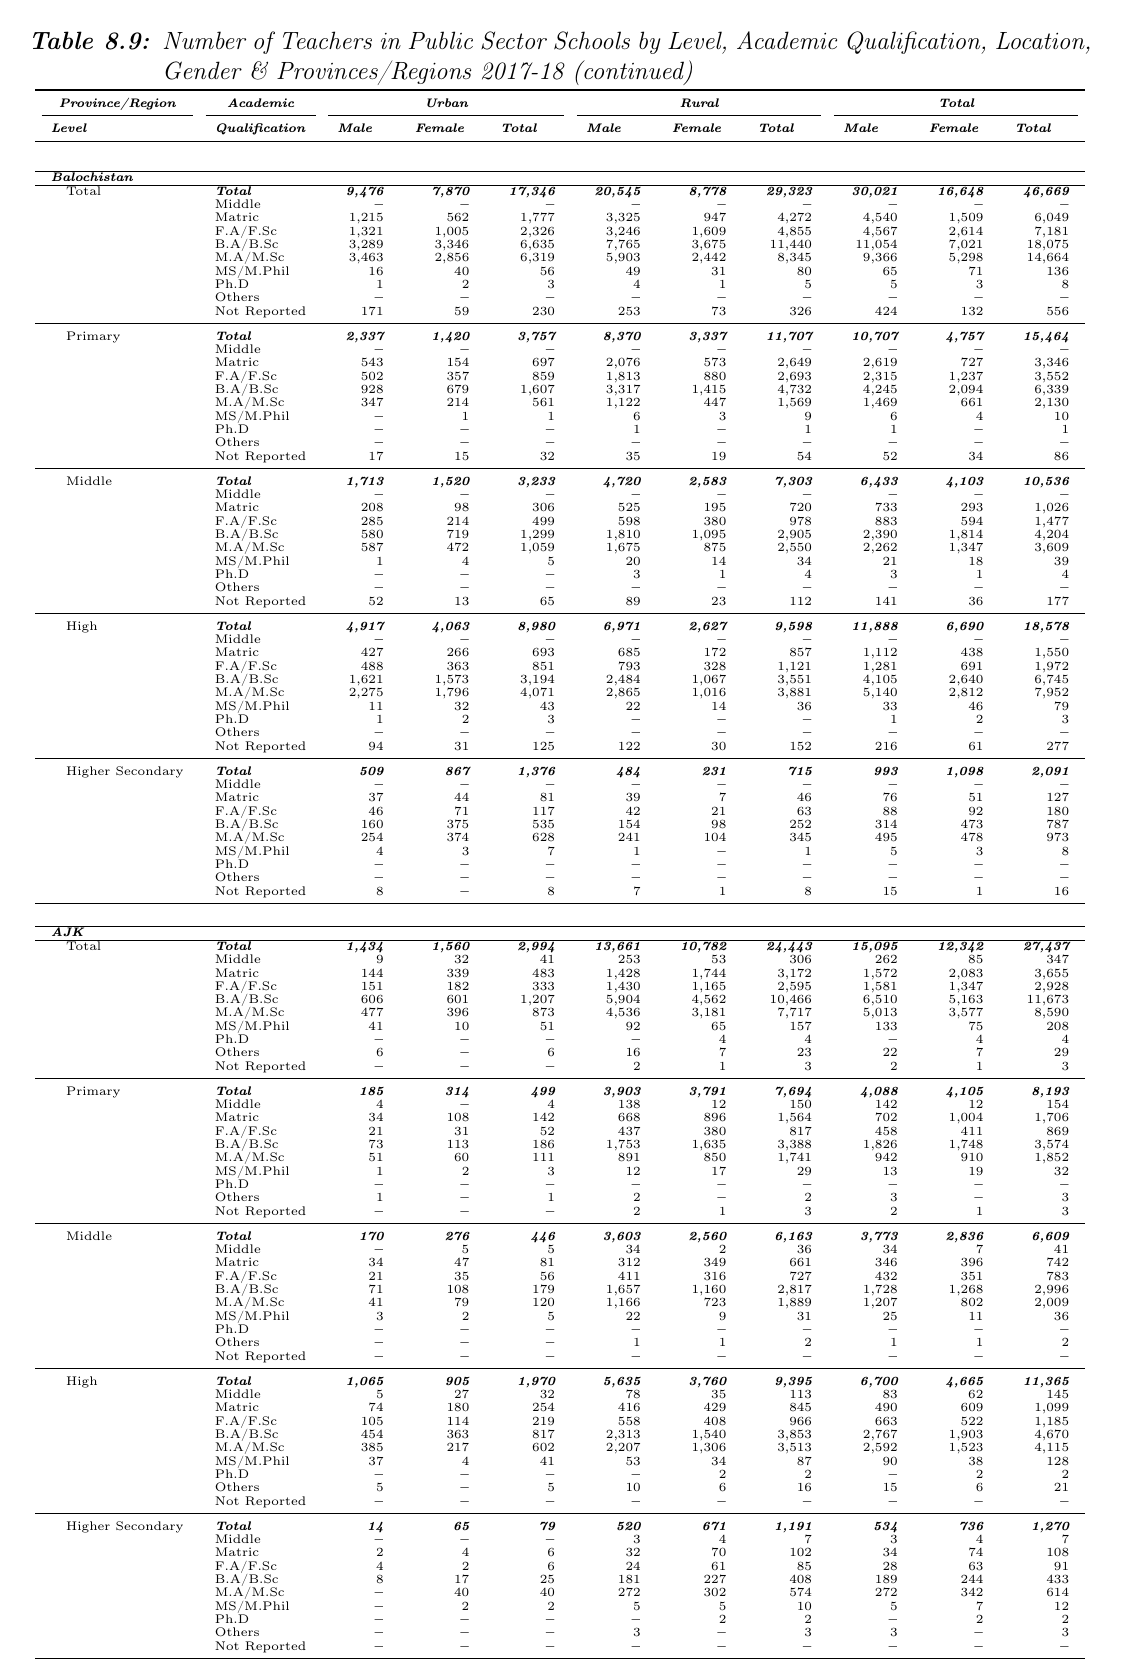 Table 8.9: Number of Teachers in Public Sector Schools by Level, Academic Qualification, Location,
Gender & Provinces/Regions 2017-18 (continued)
Province/Region Academic Urban Rural Total
Level Qualification Male Female Total Male Female Total Male Female Total
Balochistan
Total Total 9,476 7,870 17,346 20,545 8,778 29,323 30,021 16,648 46,669
Middle – – – – – – – – –
Matric 1,215 562 1,777 3,325 947 4,272 4,540 1,509 6,049
F.A/F.Sc 1,321 1,005 2,326 3,246 1,609 4,855 4,567 2,614 7,181
B.A/B.Sc 3,289 3,346 6,635 7,765 3,675 11,440 11,054 7,021 18,075
M.A/M.Sc 3,463 2,856 6,319 5,903 2,442 8,345 9,366 5,298 14,664
MS/M.Phil 16 40 56 49 31 80 65 71 136
Ph.D 1 2 3 4 1 5 5 3 8
Others – – – – – – – – –
Not Reported 171 59 230 253 73 326 424 132 556
Primary Total 2,337 1,420 3,757 8,370 3,337 11,707 10,707 4,757 15,464
Middle – – – – – – – – –
Matric 543 154 697 2,076 573 2,649 2,619 727 3,346
F.A/F.Sc 502 357 859 1,813 880 2,693 2,315 1,237 3,552
B.A/B.Sc 928 679 1,607 3,317 1,415 4,732 4,245 2,094 6,339
M.A/M.Sc 347 214 561 1,122 447 1,569 1,469 661 2,130
MS/M.Phil – 1 1 6 3 9 6 4 10
Ph.D – – – 1 – 1 1 – 1
Others – – – – – – – – –
Not Reported 17 15 32 35 19 54 52 34 86
Middle Total 1,713 1,520 3,233 4,720 2,583 7,303 6,433 4,103 10,536
Middle – – – – – – – – –
Matric 208 98 306 525 195 720 733 293 1,026
F.A/F.Sc 285 214 499 598 380 978 883 594 1,477
B.A/B.Sc 580 719 1,299 1,810 1,095 2,905 2,390 1,814 4,204
M.A/M.Sc 587 472 1,059 1,675 875 2,550 2,262 1,347 3,609
MS/M.Phil 1 4 5 20 14 34 21 18 39
Ph.D – – – 3 1 4 3 1 4
Others – – – – – – – – –
Not Reported 52 13 65 89 23 112 141 36 177
High Total 4,917 4,063 8,980 6,971 2,627 9,598 11,888 6,690 18,578
Middle – – – – – – – – –
Matric 427 266 693 685 172 857 1,112 438 1,550
F.A/F.Sc 488 363 851 793 328 1,121 1,281 691 1,972
B.A/B.Sc 1,621 1,573 3,194 2,484 1,067 3,551 4,105 2,640 6,745
M.A/M.Sc 2,275 1,796 4,071 2,865 1,016 3,881 5,140 2,812 7,952
MS/M.Phil 11 32 43 22 14 36 33 46 79
Ph.D 1 2 3 – – – 1 2 3
Others – – – – – – – – –
Not Reported 94 31 125 122 30 152 216 61 277
Higher Secondary Total 509 867 1,376 484 231 715 993 1,098 2,091
Middle – – – – – – – – –
Matric 37 44 81 39 7 46 76 51 127
F.A/F.Sc 46 71 117 42 21 63 88 92 180
B.A/B.Sc 160 375 535 154 98 252 314 473 787
M.A/M.Sc 254 374 628 241 104 345 495 478 973
MS/M.Phil 4 3 7 1 – 1 5 3 8
Ph.D – – – – – – – – –
Others – – – – – – – – –
Not Reported 8 – 8 7 1 8 15 1 16
AJK
Total Total 1,434 1,560 2,994 13,661 10,782 24,443 15,095 12,342 27,437
Middle 9 32 41 253 53 306 262 85 347
Matric 144 339 483 1,428 1,744 3,172 1,572 2,083 3,655
F.A/F.Sc 151 182 333 1,430 1,165 2,595 1,581 1,347 2,928
B.A/B.Sc 606 601 1,207 5,904 4,562 10,466 6,510 5,163 11,673
M.A/M.Sc 477 396 873 4,536 3,181 7,717 5,013 3,577 8,590
MS/M.Phil 41 10 51 92 65 157 133 75 208
Ph.D – – – – 4 4 – 4 4
Others 6 – 6 16 7 23 22 7 29
Not Reported – – – 2 1 3 2 1 3
Primary Total 185 314 499 3,903 3,791 7,694 4,088 4,105 8,193
Middle 4 – 4 138 12 150 142 12 154
Matric 34 108 142 668 896 1,564 702 1,004 1,706
F.A/F.Sc 21 31 52 437 380 817 458 411 869
B.A/B.Sc 73 113 186 1,753 1,635 3,388 1,826 1,748 3,574
M.A/M.Sc 51 60 111 891 850 1,741 942 910 1,852
MS/M.Phil 1 2 3 12 17 29 13 19 32
Ph.D – – – – – – – – –
Others 1 – 1 2 – 2 3 – 3
Not Reported – – – 2 1 3 2 1 3
Middle Total 170 276 446 3,603 2,560 6,163 3,773 2,836 6,609
Middle – 5 5 34 2 36 34 7 41
Matric 34 47 81 312 349 661 346 396 742
F.A/F.Sc 21 35 56 411 316 727 432 351 783
B.A/B.Sc 71 108 179 1,657 1,160 2,817 1,728 1,268 2,996
M.A/M.Sc 41 79 120 1,166 723 1,889 1,207 802 2,009
MS/M.Phil 3 2 5 22 9 31 25 11 36
Ph.D – – – – – – – – –
Others – – – 1 1 2 1 1 2
Not Reported – – – – – – – – –
High Total 1,065 905 1,970 5,635 3,760 9,395 6,700 4,665 11,365
Middle 5 27 32 78 35 113 83 62 145
Matric 74 180 254 416 429 845 490 609 1,099
F.A/F.Sc 105 114 219 558 408 966 663 522 1,185
B.A/B.Sc 454 363 817 2,313 1,540 3,853 2,767 1,903 4,670
M.A/M.Sc 385 217 602 2,207 1,306 3,513 2,592 1,523 4,115
MS/M.Phil 37 4 41 53 34 87 90 38 128
Ph.D – – – – 2 2 – 2 2
Others 5 – 5 10 6 16 15 6 21
Not Reported – – – – – – – – –
Higher Secondary Total 14 65 79 520 671 1,191 534 736 1,270
Middle – – – 3 4 7 3 4 7
Matric 2 4 6 32 70 102 34 74 108
F.A/F.Sc 4 2 6 24 61 85 28 63 91
B.A/B.Sc 8 17 25 181 227 408 189 244 433
M.A/M.Sc – 40 40 272 302 574 272 342 614
MS/M.Phil – 2 2 5 5 10 5 7 12
Ph.D – – – – 2 2 – 2 2
Others – – – 3 – 3 3 – 3
Not Reported – – – – – – – – –